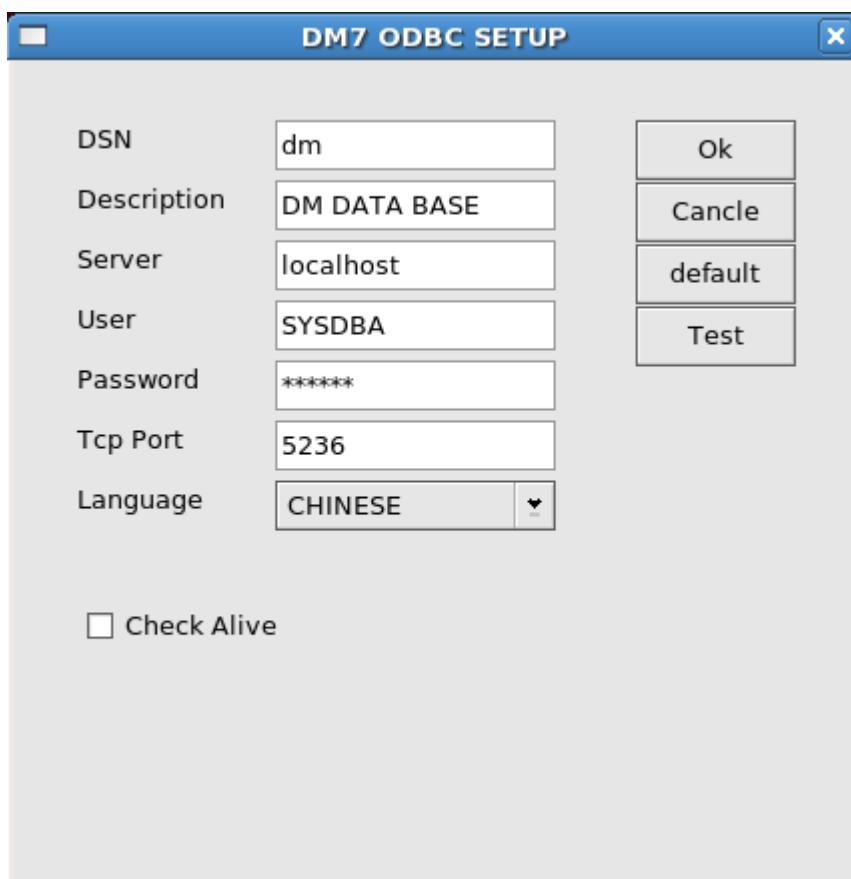 DM7 ODBC SETUP
DSN dm Ok
Description DM DATA BASE Cancle
Server localhost default
User SYSDBA Test
Password ******
Tcp Port 5236
Language CHINESE
Check Alive